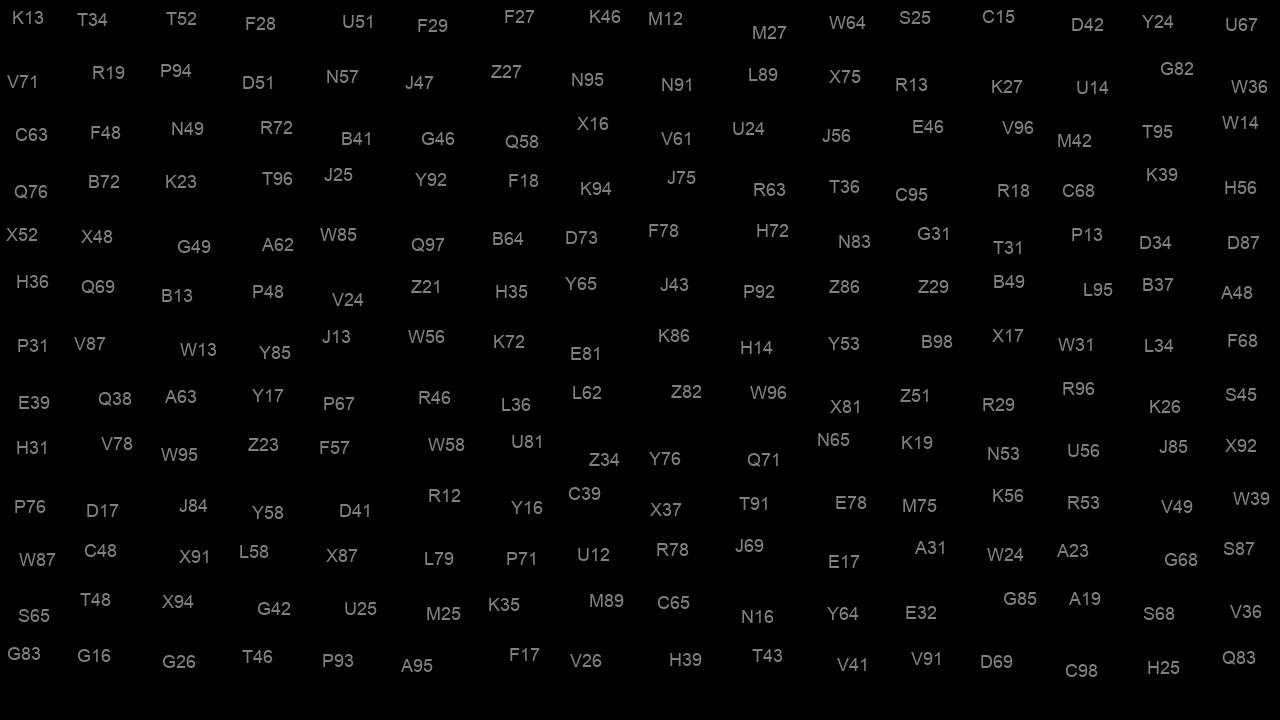 K13 T34 T52 F28 U51 F29 F27 K46 M12 M27 W64 S25 C15 D42 Y24 U67
V71 R19 P94 D51 N57 J47 Z27 N95 N91 L89 X75 R13 K27 U14 G82 W36
C63 F48 N49 R72 B41 G46 Q58 X16 V61 U24 J56 E46 V96 M42 T95 W14
Q76 B72 K23 T96 J25 Y92 F18 K94 J75 R63 T36 C95 R18 C68 K39 H56
X52 X48 G49 A62 W85 Q97 B64 D73 F78 H72 N83 G31 T31 P13 D34 D87
H36 Q69 B13 P48 V24 Z21 H35 Y65 J43 P92 Z86 Z29 B49 L95 B37 A48
P31 V87 W13 Y85 J13 W56 K72 E81 K86 H14 Y53 B98 X17 W31 L34 F68
E39 Q38 A63 Y17 P67 R46 L36 L62 Z82 W96 X81 Z51 R29 R96 K26 S45
H31 V78 W95 Z23 F57 W58 U81 Z34 Y76 Q71 N65 K19 N53 U56 J85 X92
P76 D17 J84 Y58 D41 R12 Y16 C39 X37 T91 E78 M75 K56 R53 V49 W39
W87 C48 X91 L58 X87 L79 P71 U12 R78 J69 E17 A31 W24 A23 G68 S87
S65 T48 X94 G42 U25 M25 K35 M89 C65 N16 Y64 E32 G85 A19 S68 V36
G83 G16 G26 T46 P93 A95 F17 V26 H39 T43 V41 V91 D69 C98 H25 Q83